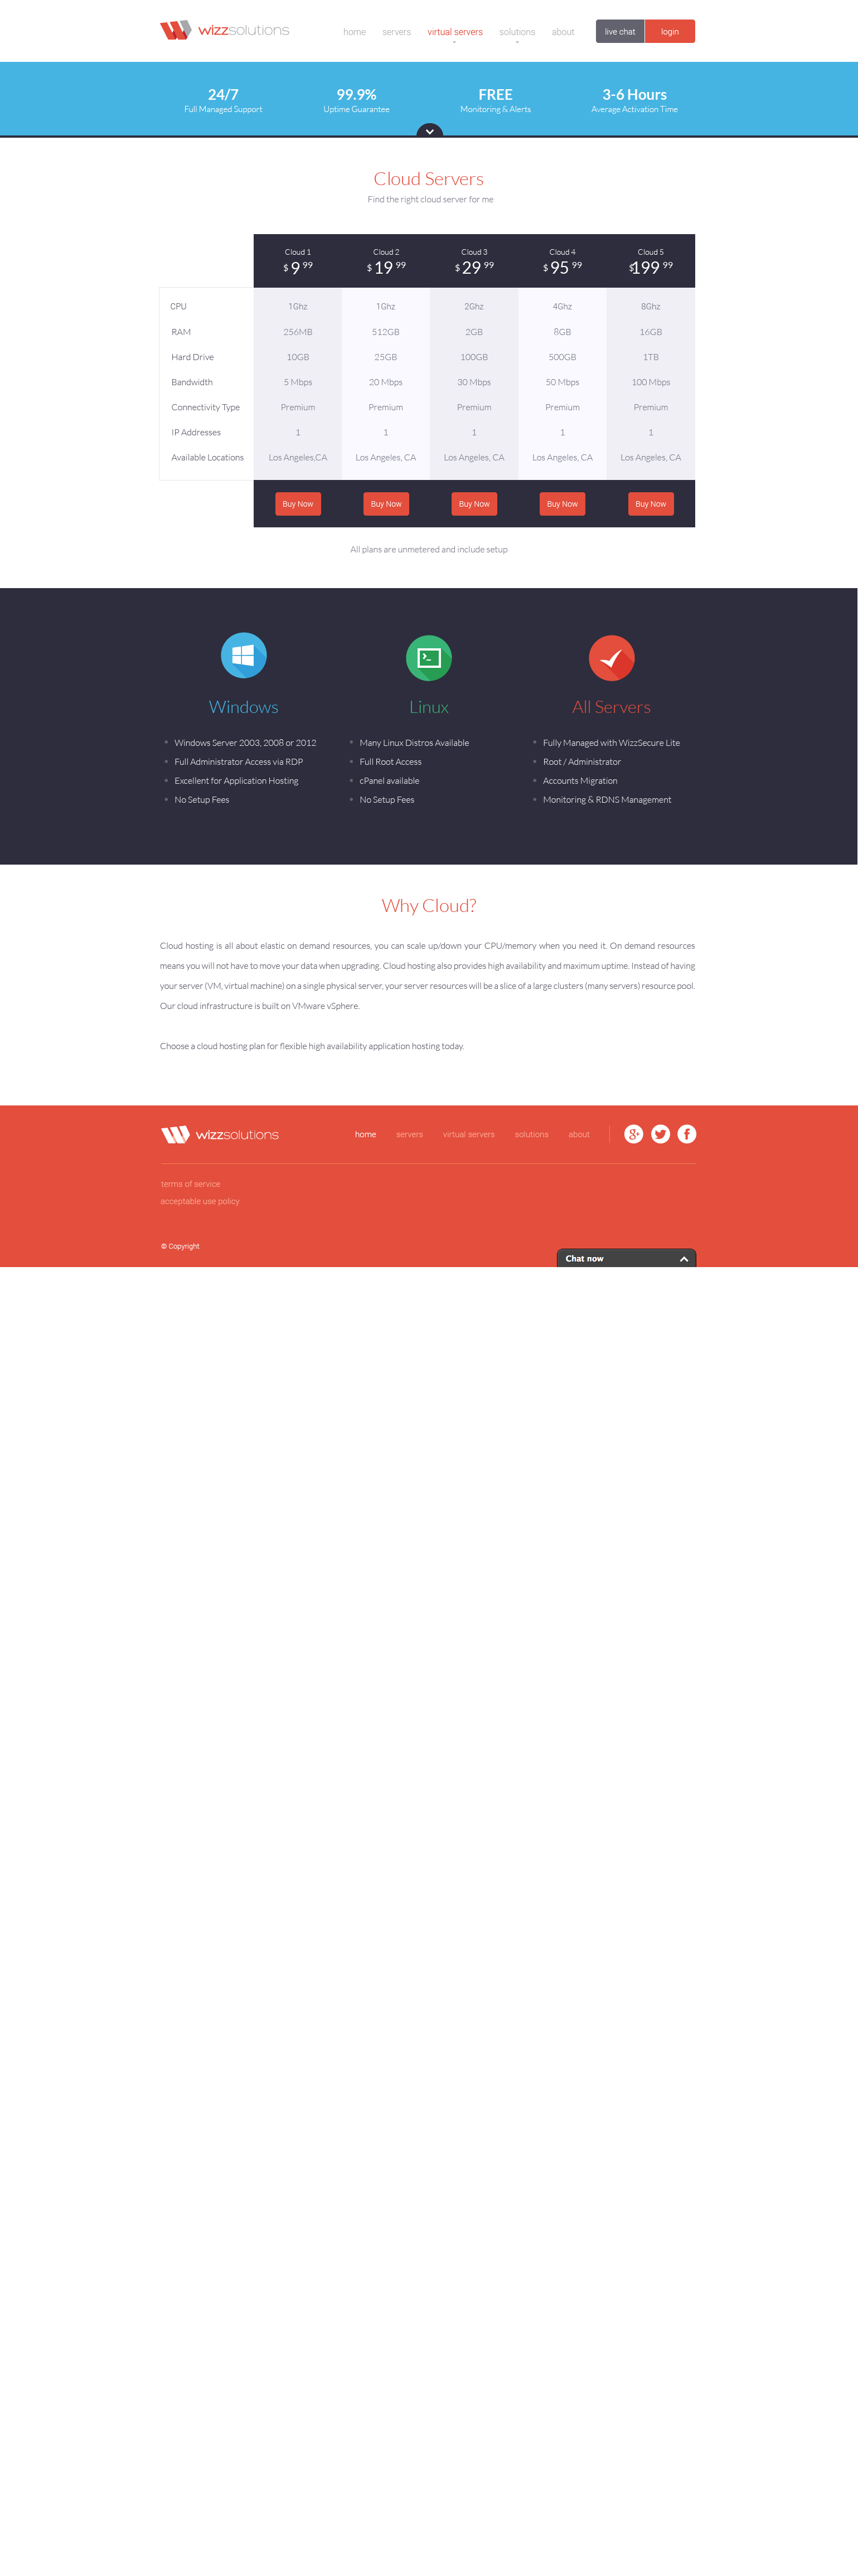 wizzsolutions
home servers virtual servers solutions about live chat login
24/7 99.9% FREE 3-6 Hours
Full Managed Support Uptime Guarantee Monitoring & Alerts Average Activation Time
Cloud Servers
Find the right cloud server for me
Cloud 1 Cloud 2 Cloud 3 Cloud 4 Cloud 5
$ 9 99 $ 19 99 $ 29 99 $ 95 99 $199 99
CPU 1Ghz 1Ghz 2Ghz 4Ghz 8Ghz
RAM 256MB 512GB 2GB 8GB 16GB
Hard Drive 10GB 25GB 100GB 500GB 1TB
Bandwidth 5 Mbps 20 Mbps 30 Mbps 50 Mbps 100 Mbps
Connectivity Type Premium Premium Premium Premium Premium
IP Addresses 1 1 1 1 1
Available Locations Los Angeles,CA Los Angeles, CA Los Angeles, CA Los Angeles, CA Los Angeles, CA
Buy Now Buy Now Buy Now Buy Now Buy Now
All plans are unmetered and include setup
Windows
Windows Server 2003, 2008 or 2012
Full Administrator Access via RDP
Excellent for Application Hosting
No Setup Fees
Linux
Many Linux Distros Available
Full Root Access
cPanel available
No Setup Fees
All Servers
Fully Managed with WizzSecure Lite
Root / Administrator
Accounts Migration
Monitoring & RDNS Management
Why Cloud?
Cloud hosting is all about elastic on demand resources, you can scale up/down your CPU/memory when you need it. On demand resources
means you will not have to move your data when upgrading. Cloud hosting also provides high availability and maximum uptime. Instead of having
your server (VM, virtual machine) on a single physical server, your server resources will be a slice of a large clusters (many servers) resource pool.
Our cloud infrastructure is built on VMware vSphere.
Choose a cloud hosting plan for flexible high availability application hosting today.
wizzsolutions
home servers virtual servers solutions about
terms of service
acceptable use policy
© Copyright
Chat now